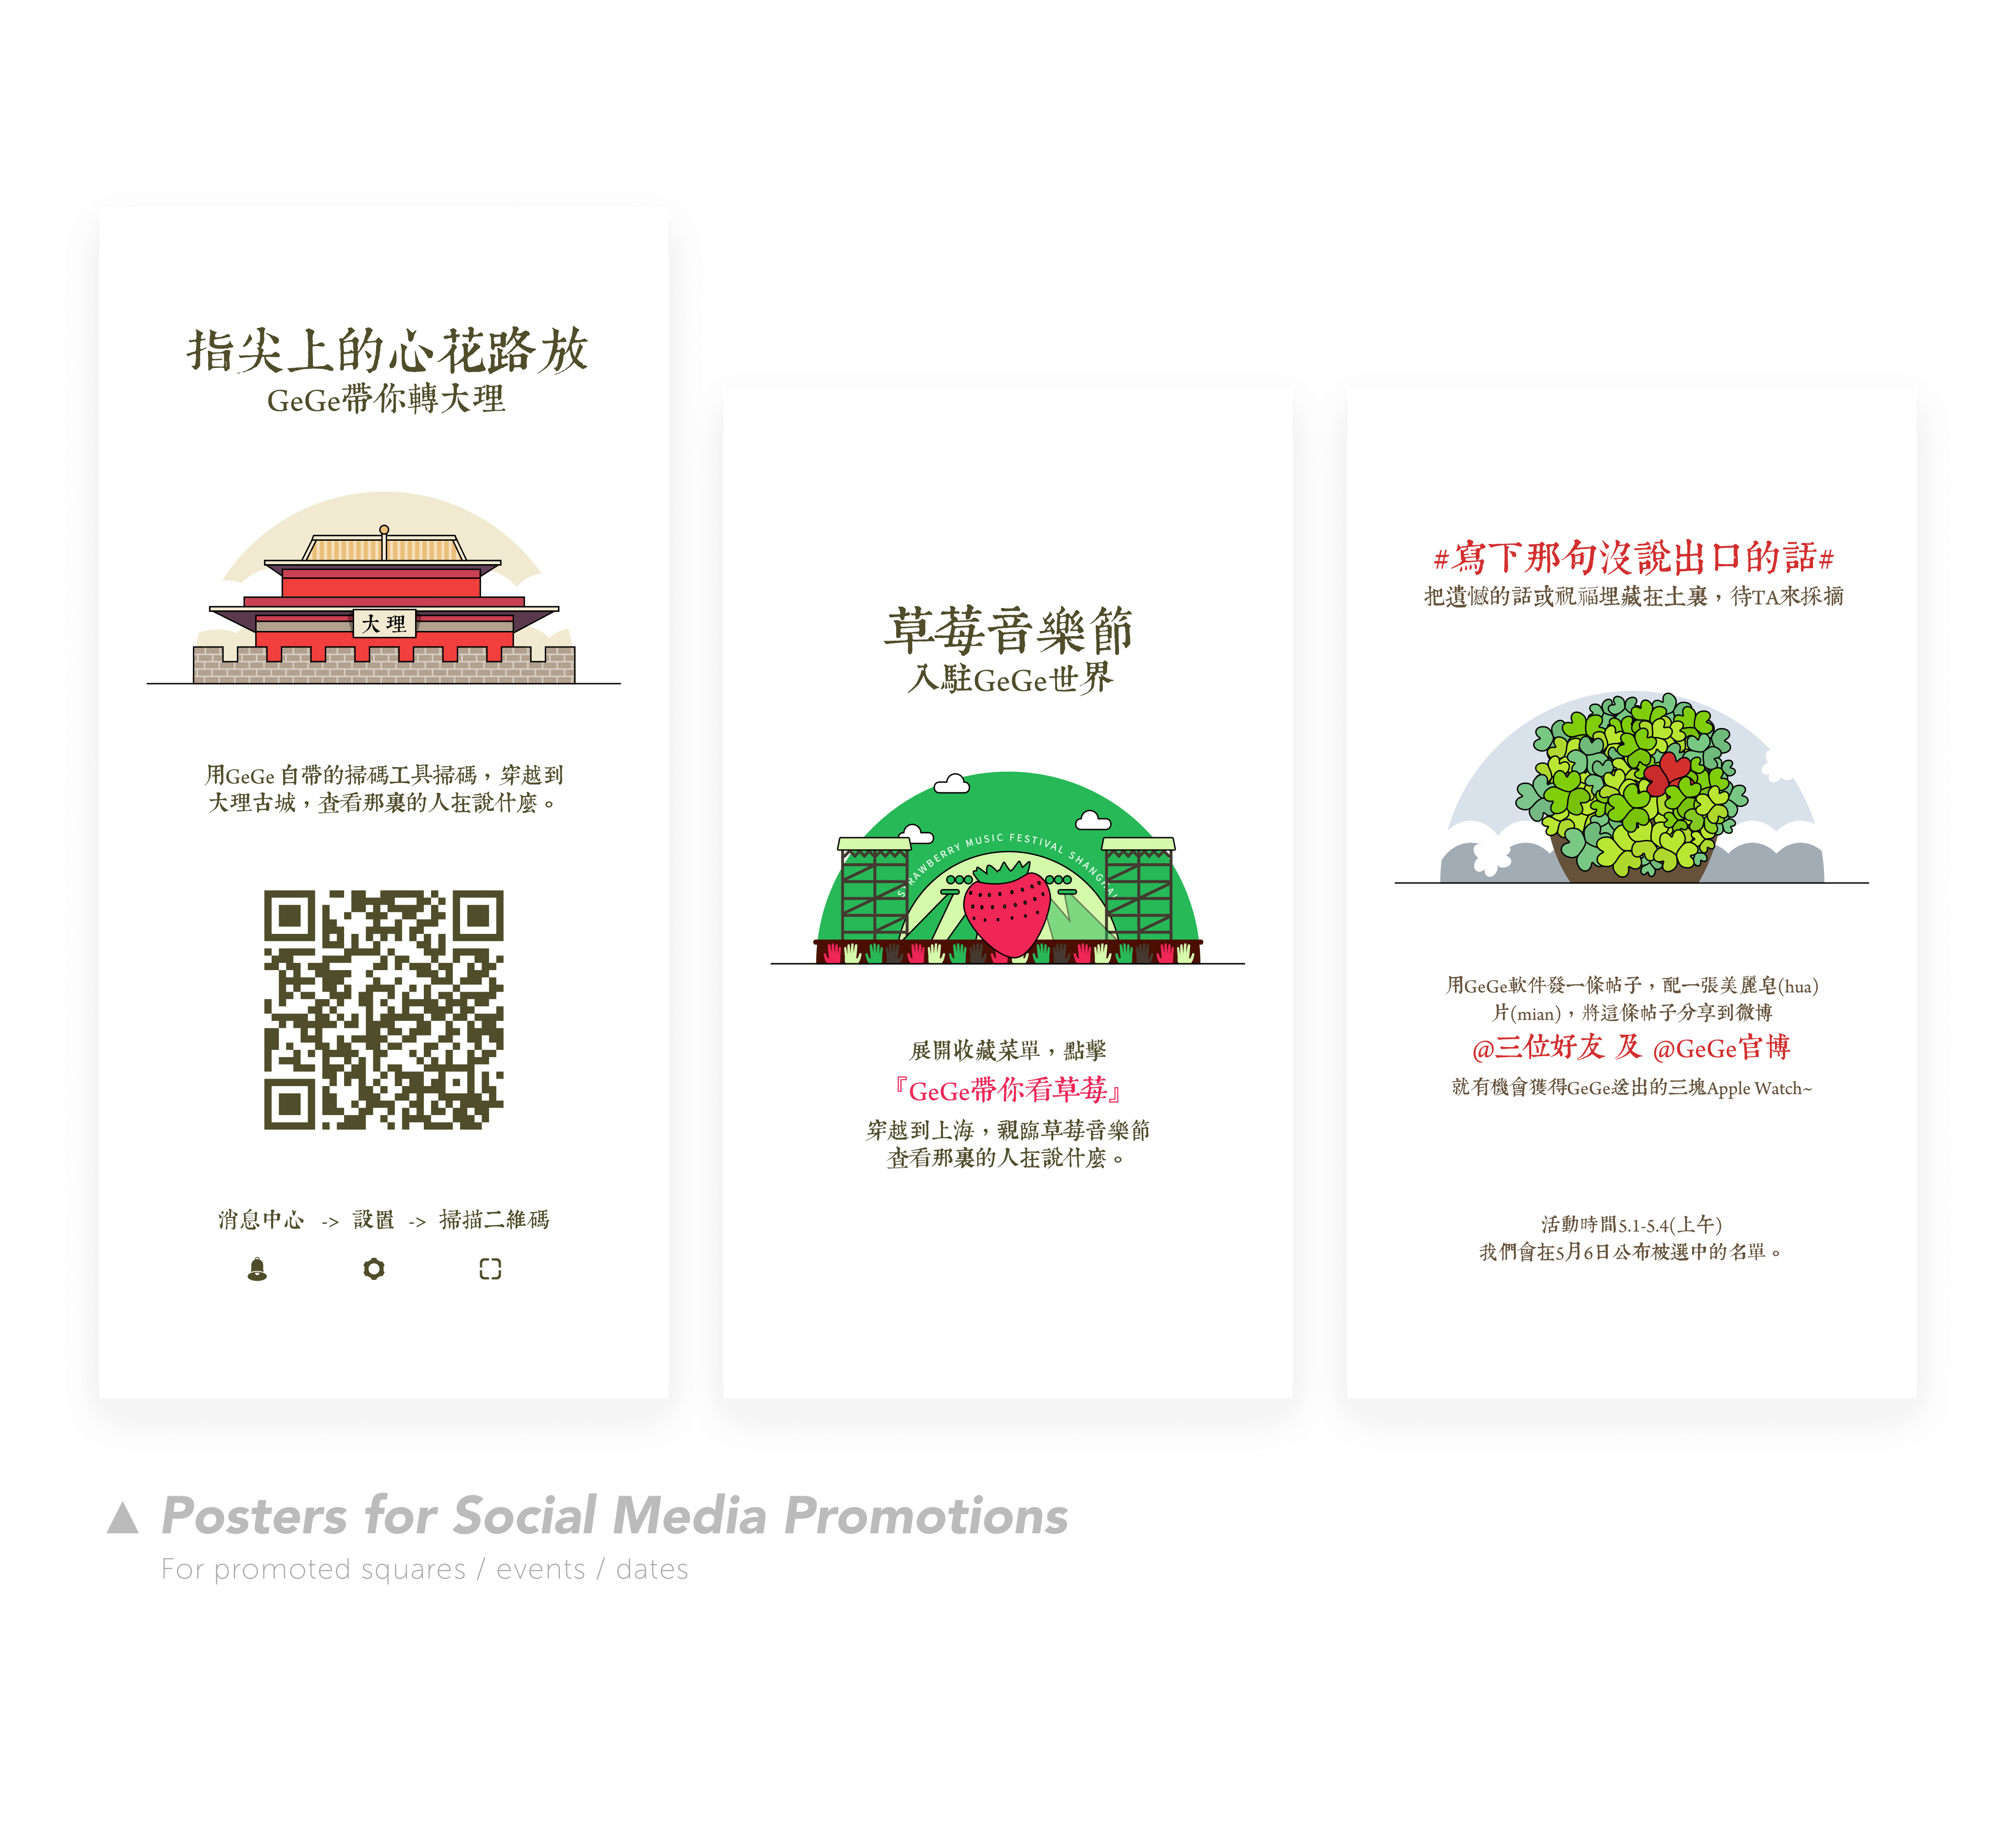 指尖上的心花路放
GeGe帶你轉大理
大理
用GeGe 自帶的掃碼工具掃碼，穿越到
大理古城，查看那裏的人在說什麼。
消息中心 -> 設置 -> 掃描二維碼
草莓音樂節
入駐GeGe世界
STRAWBERRY MUSIC FESTIVAL SHANGHAI
展開收藏菜單，點擊
『GeGe帶你看草莓』
穿越到上海，親臨草莓音樂節
查看那裏的人在說什麼。
#寫下那句沒說出口的話#
把遺憾的話或祝福埋藏在土裏，待TA來採摘
用GeGe軟件發一條帖子，配一張美麗皂(hua)
片(mian)，將這條帖子分享到微博
@三位好友 及 @GeGe官博
就有機會獲得GeGe送出的三塊Apple Watch~
活動時間5.1-5.4(上午)
我們會在5月6日公布被選中的名單。
▲ Posters for Social Media Promotions
For promoted squares / events / dates